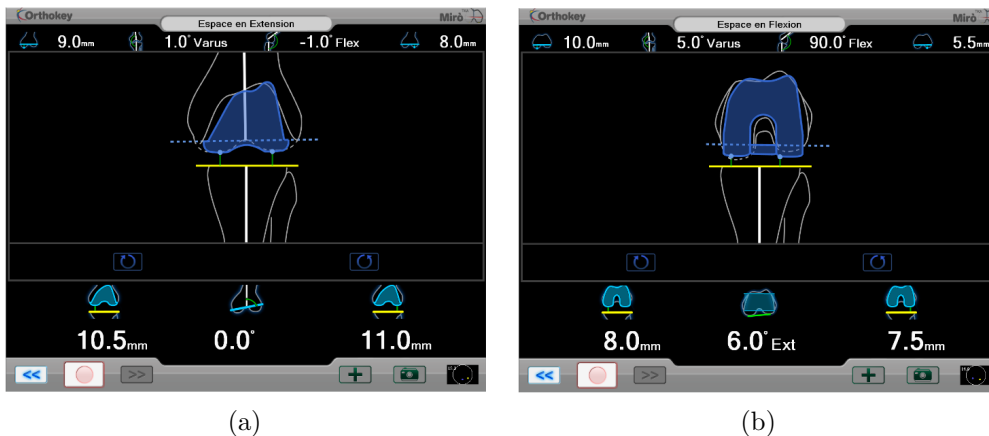 Orthokey Espace en Extension Mirò
9.0mm 1.0° Varus -1.0° Flex 8.0mm
10.5mm 0.0° 11.0mm
<< >>
(a)
Orthokey Espace en Flexion Mirò
10.0mm 5.0° Varus 90.0° Flex 5.5mm
8.0mm 6.0° Ext 7.5mm
<< >>
(b)